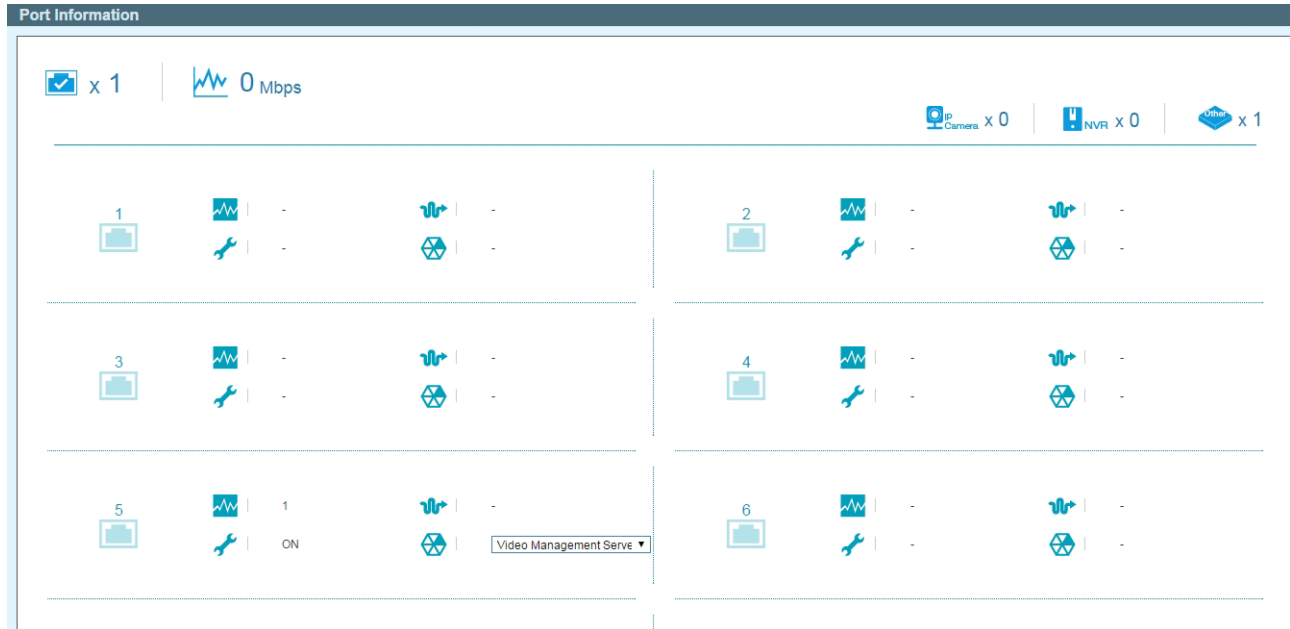 Port Information
x 1 0 Mbps
IP Camera x 0 NVR x 0 Other x 1
1 - -
- -
2 - -
- -
3 - -
- -
4 - -
- -
5 1 -
ON Video Management Serve
6 - -
- -